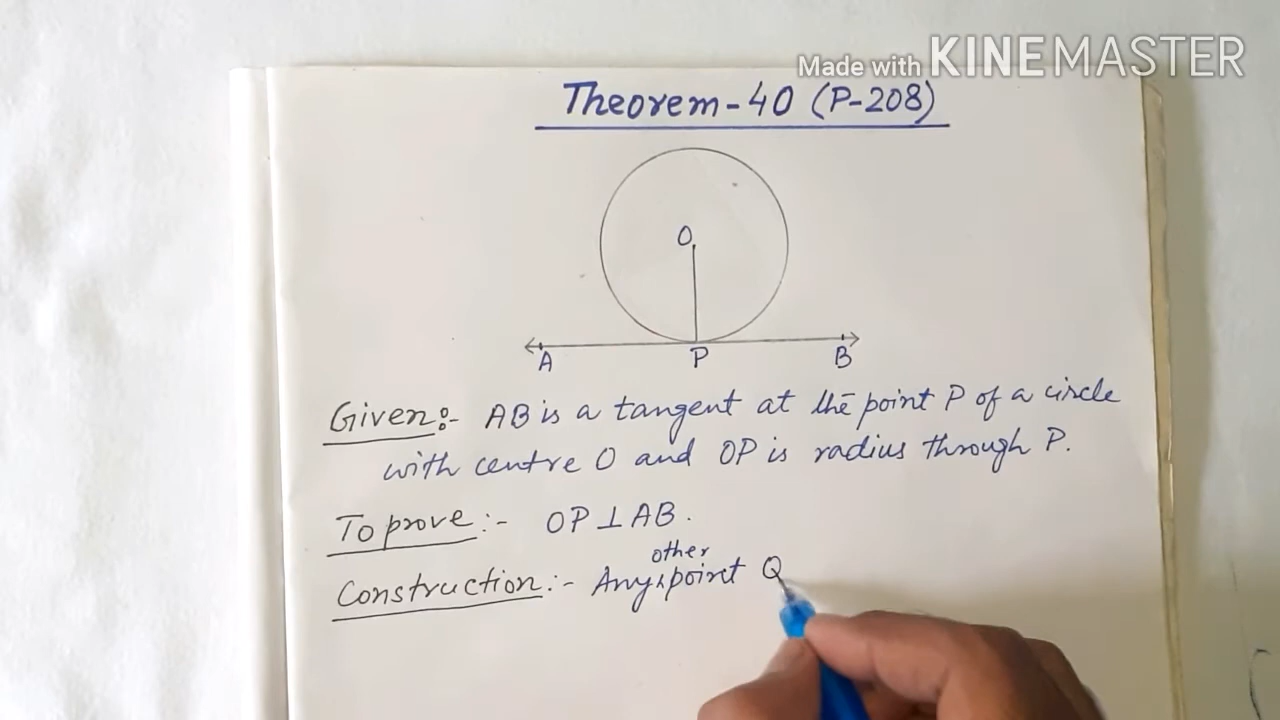 Made with KINEMASTER
Theorem-40 (P-208)
O
A P B
Given:- AB is a tangent at the point P of a circle
with centre O and OP is radius through P.
To prove:- OP⊥AB.
other
Construction:- Any‸point Q